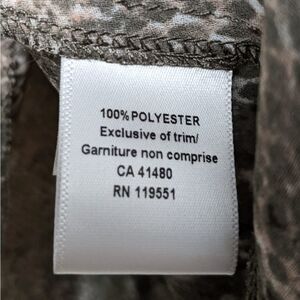 100% POLYESTER
Exclusive of trim/
Garniture non comprise
CA 41480
RN 119551